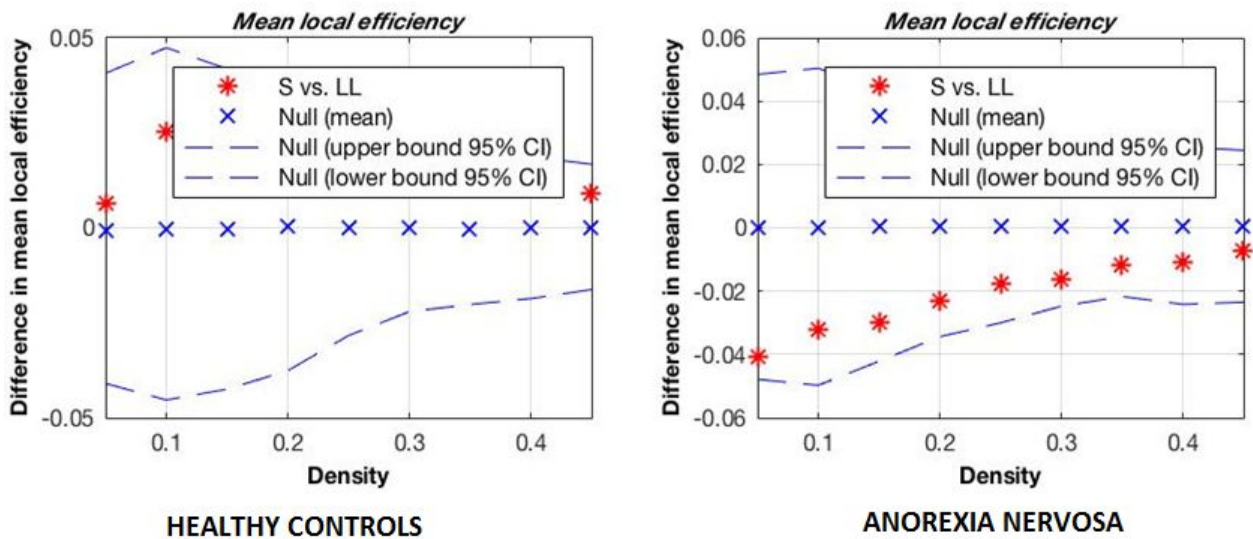 Mean local efficiency
Difference in mean local efficiency
0.05
0
-0.05
S vs. LL
Null (mean)
Null (upper bound 95% CI)
Null (lower bound 95% CI)
0.1 0.2 0.3 0.4
Density
HEALTHY CONTROLS
Mean local efficiency
Difference in mean local efficiency
0.06
0.04
0.02
0
-0.02
-0.04
-0.06
S vs. LL
Null (mean)
Null (upper bound 95% CI)
Null (lower bound 95% CI)
0.1 0.2 0.3 0.4
Density
ANOREXIA NERVOSA